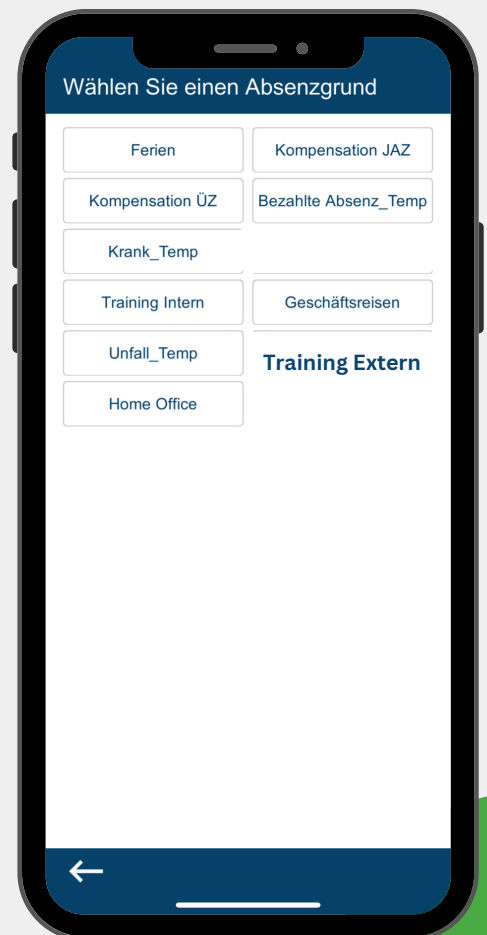 Wählen Sie einen Absenzgrund
Ferien
Kompensation JAZ
Kompensation ÜZ
Bezahlte Absenz_Temp
Krank_Temp
Training Intern
Geschäftsreisen
Unfall_Temp
Training Extern
Home Office